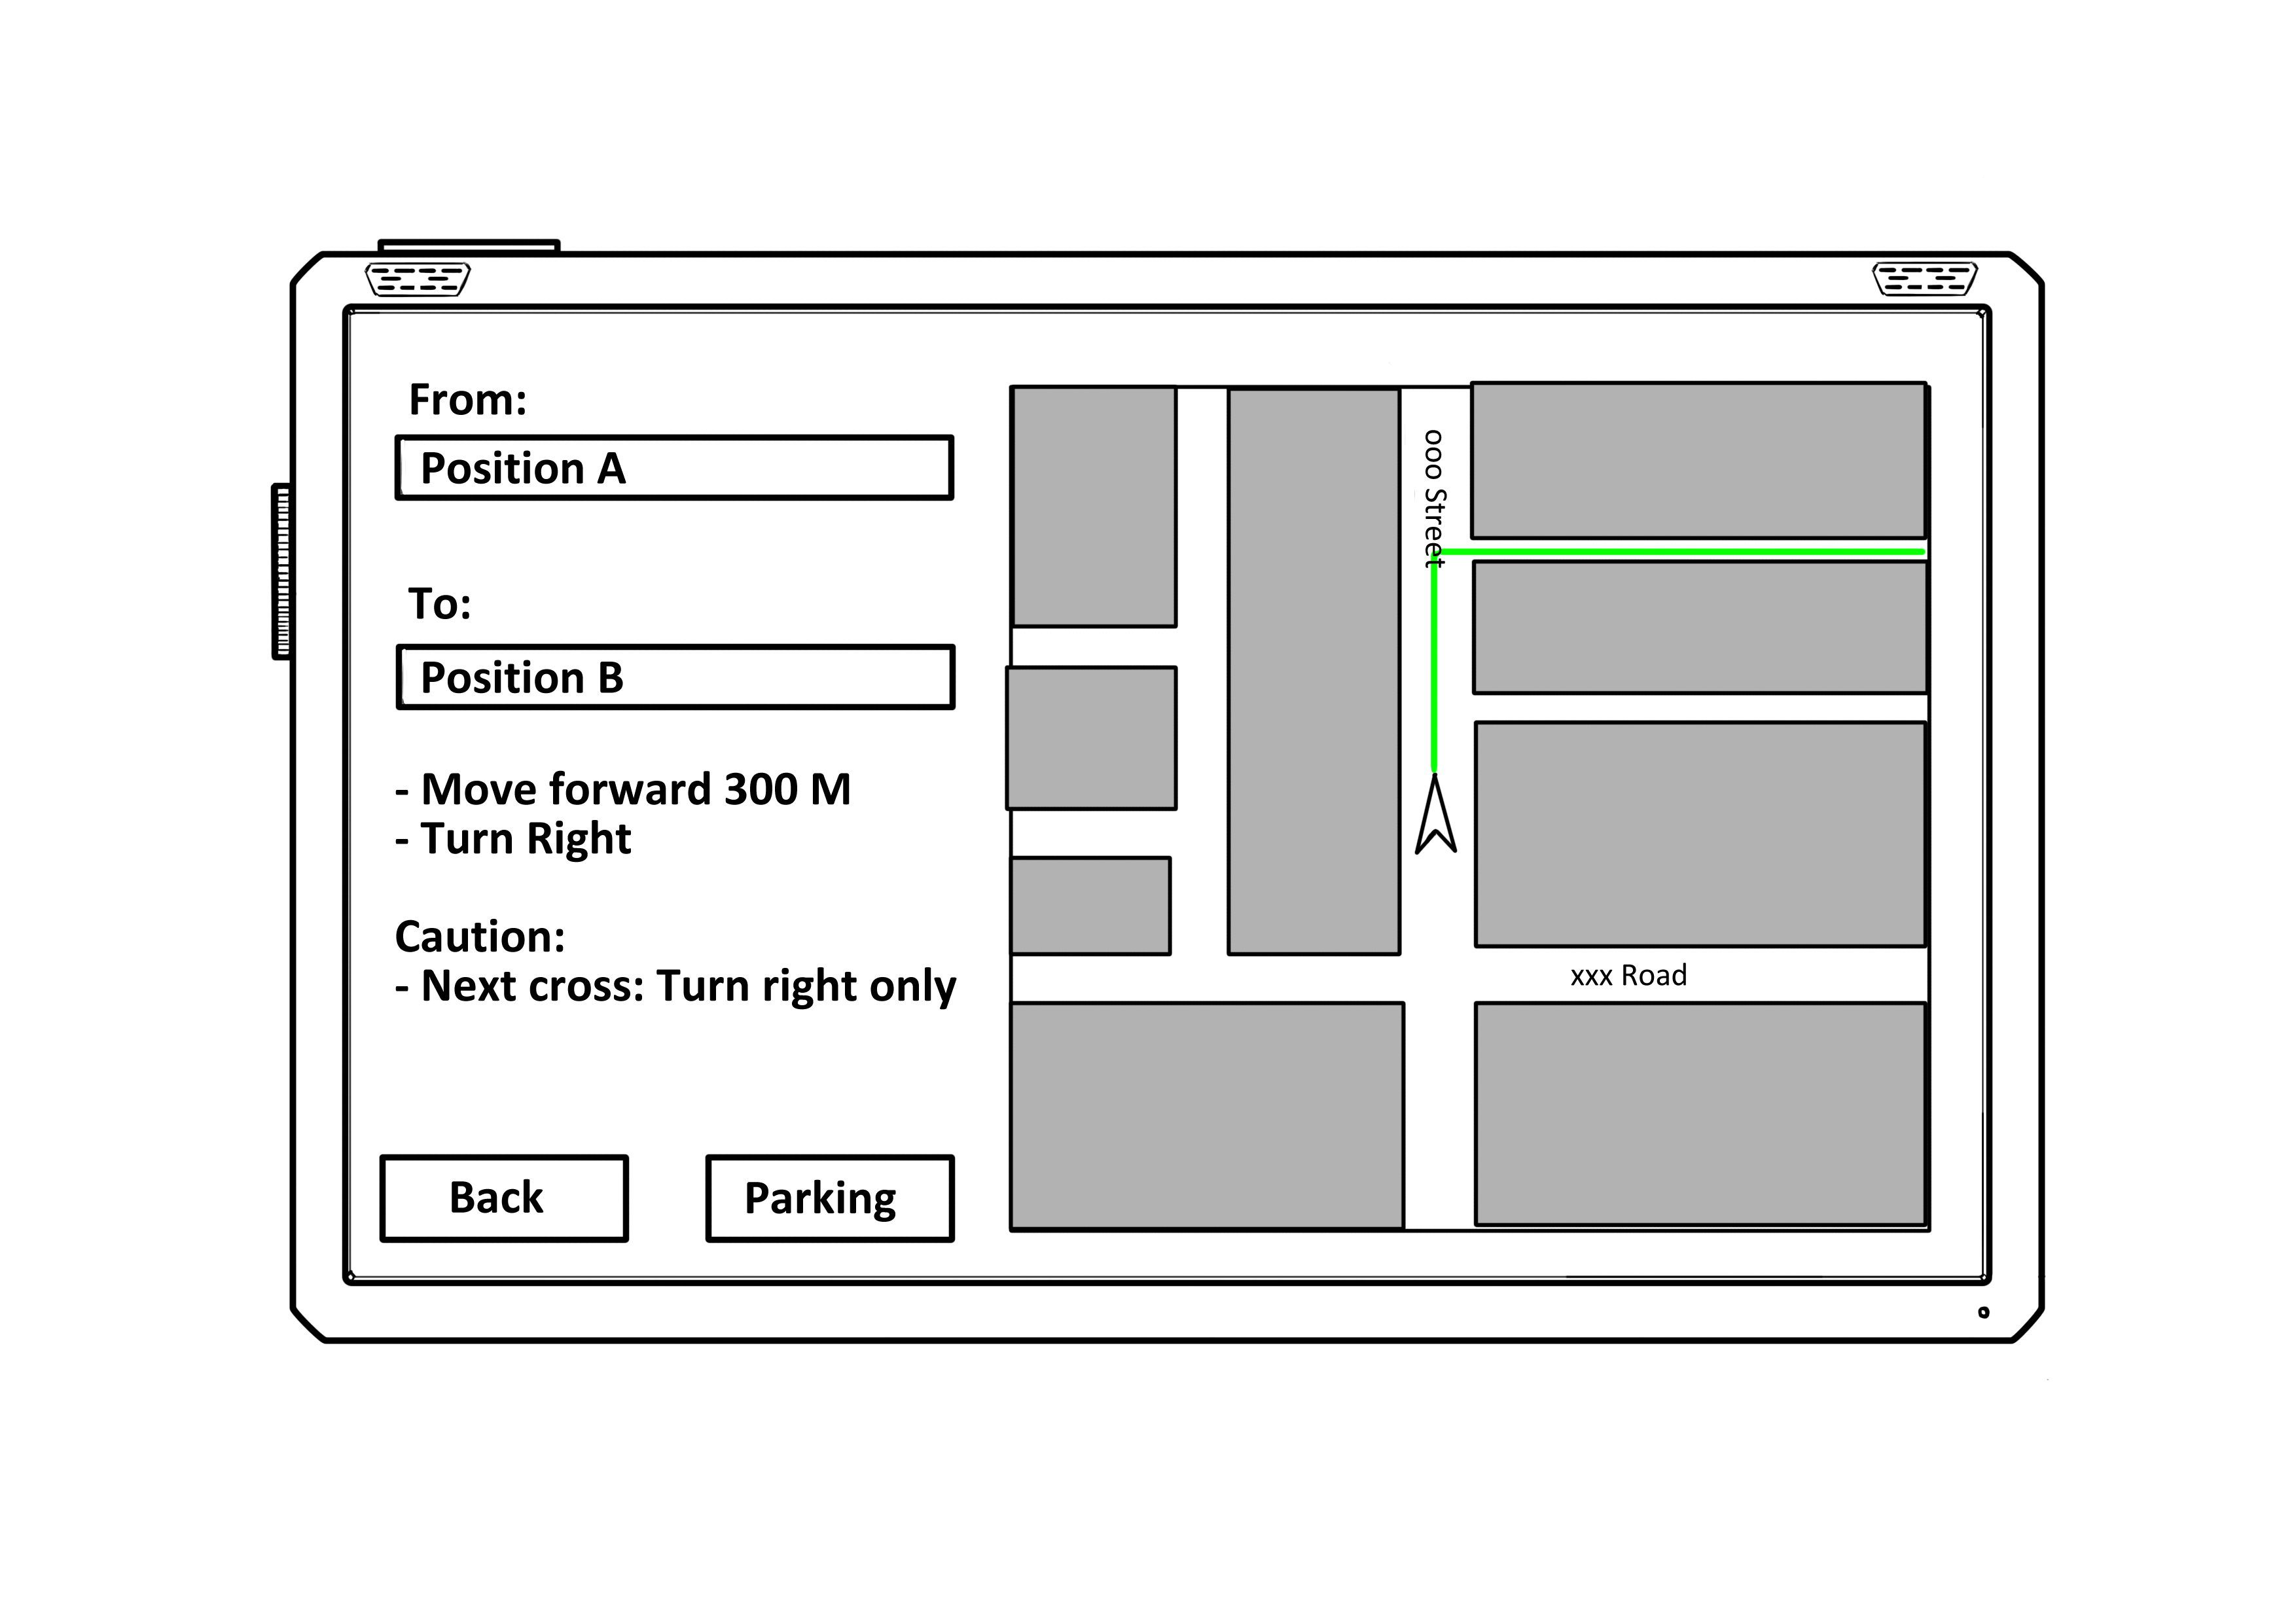 From:
Position A
To:
Position B
- Move forward 300 M
- Turn Right
Caution:
- Next cross: Turn right only
Back
Parking
ooo Street
xxx Road